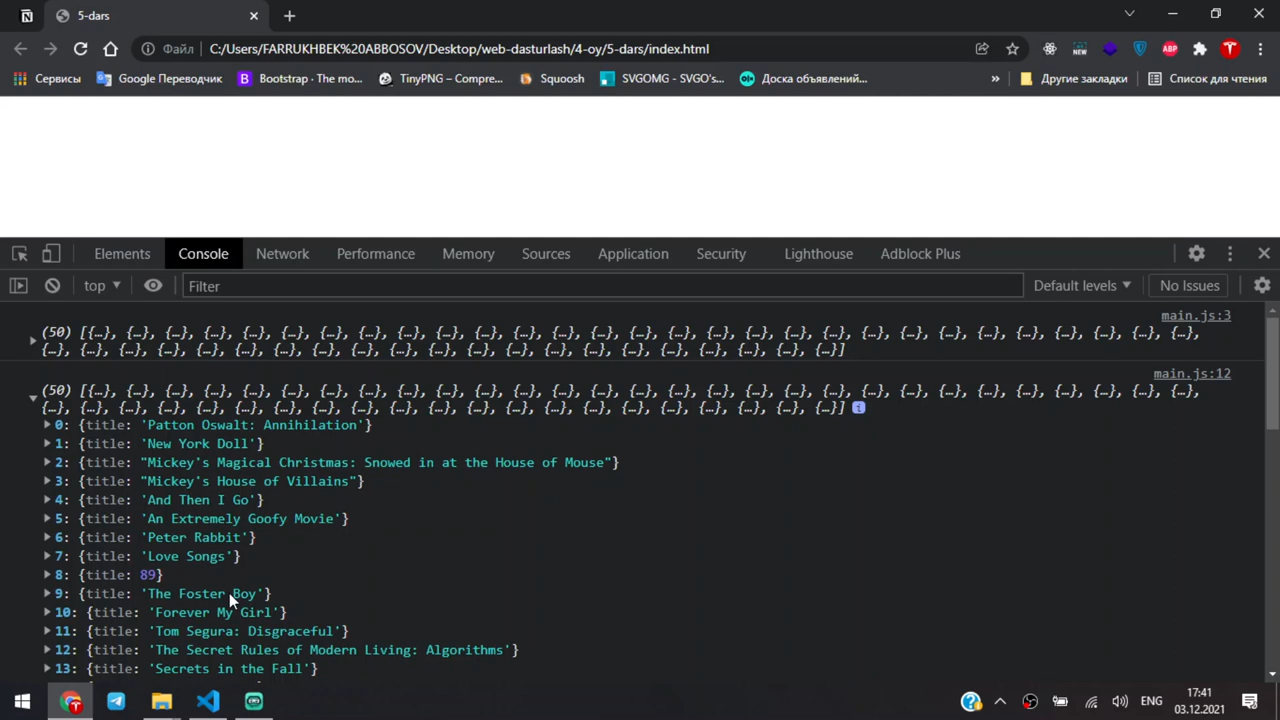 5-dars
Файл
C:/Users/FARRUKHBEK%20ABBOSOV/Desktop/web-dasturlash/4-oy/5-dars/index.html
Сервисы
Google Переводчик
Bootstrap · The mo...
TinyPNG – Compre...
Squoosh
SVGOMG - SVGO's...
Доска объявлений...
»
Другие закладки
Список для чтения
Elements
Console
Network
Performance
Memory
Sources
Application
Security
Lighthouse
Adblock Plus
top
Filter
Default levels
No Issues
main.js:3
(50) [{…}, {…}, {…}, {…}, {…}, {…}, {…}, {…}, {…}, {…}, {…}, {…}, {…}, {…}, {…}, {…}, {…}, {…}, {…}, {…}, {…}, {…}, {…}, {…}, {…}, {…}, {…}, {…}, {…},
{…}, {…}, {…}, {…}, {…}, {…}, {…}, {…}, {…}, {…}, {…}, {…}, {…}, {…}, {…}, {…}, {…}, {…}, {…}, {…}, {…}]
main.js:12
(50) [{…}, {…}, {…}, {…}, {…}, {…}, {…}, {…}, {…}, {…}, {…}, {…}, {…}, {…}, {…}, {…}, {…}, {…}, {…}, {…}, {…}, {…}, {…}, {…}, {…}, {…}, {…}, {…}, {…},
{…}, {…}, {…}, {…}, {…}, {…}, {…}, {…}, {…}, {…}, {…}, {…}, {…}, {…}, {…}, {…}, {…}, {…}, {…}, {…}, {…}]
0: {title: 'Patton Oswalt: Annihilation'}
1: {title: 'New York Doll'}
2: {title: "Mickey's Magical Christmas: Snowed in at the House of Mouse"}
3: {title: "Mickey's House of Villains"}
4: {title: 'And Then I Go'}
5: {title: 'An Extremely Goofy Movie'}
6: {title: 'Peter Rabbit'}
7: {title: 'Love Songs'}
8: {title: 89}
9: {title: 'The Foster Boy'}
10: {title: 'Forever My Girl'}
11: {title: 'Tom Segura: Disgraceful'}
12: {title: 'The Secret Rules of Modern Living: Algorithms'}
13: {title: 'Secrets in the Fall'}
ENG
17:41
03.12.2021